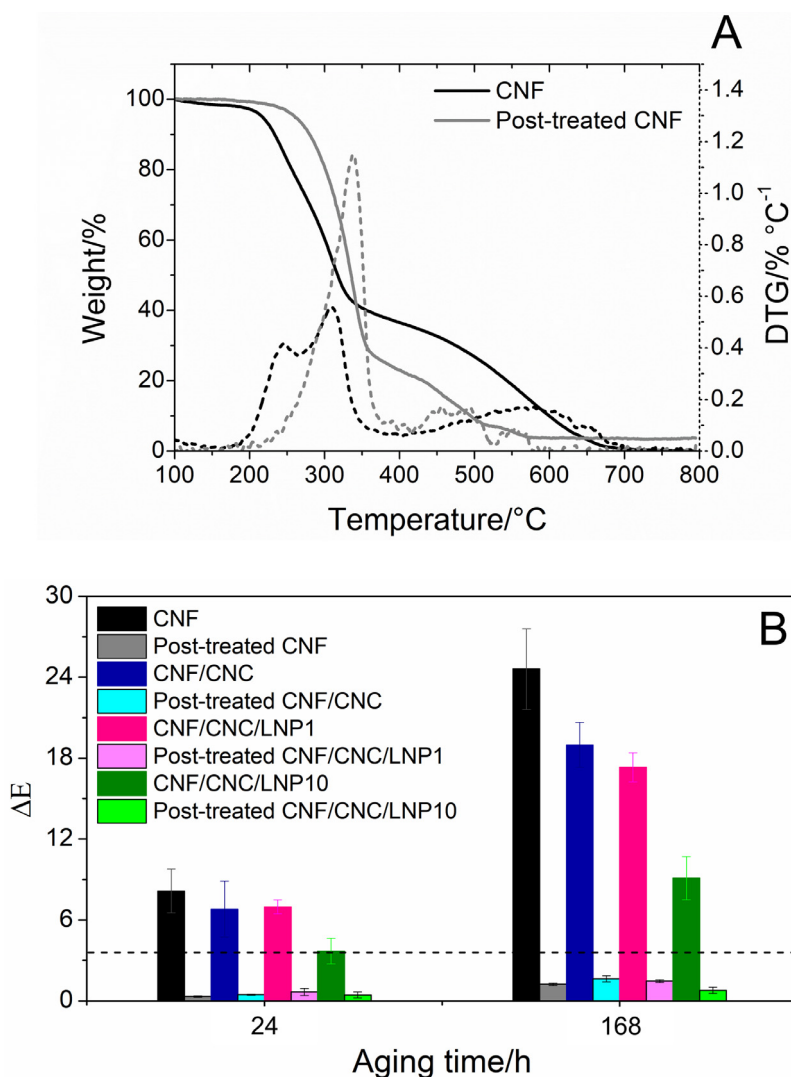 A
CNF
Post-treated CNF
100
80
60
40
20
0
Weight/%
1.4
1.2
1.0
0.8
0.6
0.4
0.2
0.0
DTG/% °C⁻¹
100 200 300 400 500 600 700 800
Temperature/°C
B
30
24
18
12
6
0
ΔE
CNF
Post-treated CNF
CNF/CNC
Post-treated CNF/CNC
CNF/CNC/LNP1
Post-treated CNF/CNC/LNP1
CNF/CNC/LNP10
Post-treated CNF/CNC/LNP10
24 168
Aging time/h